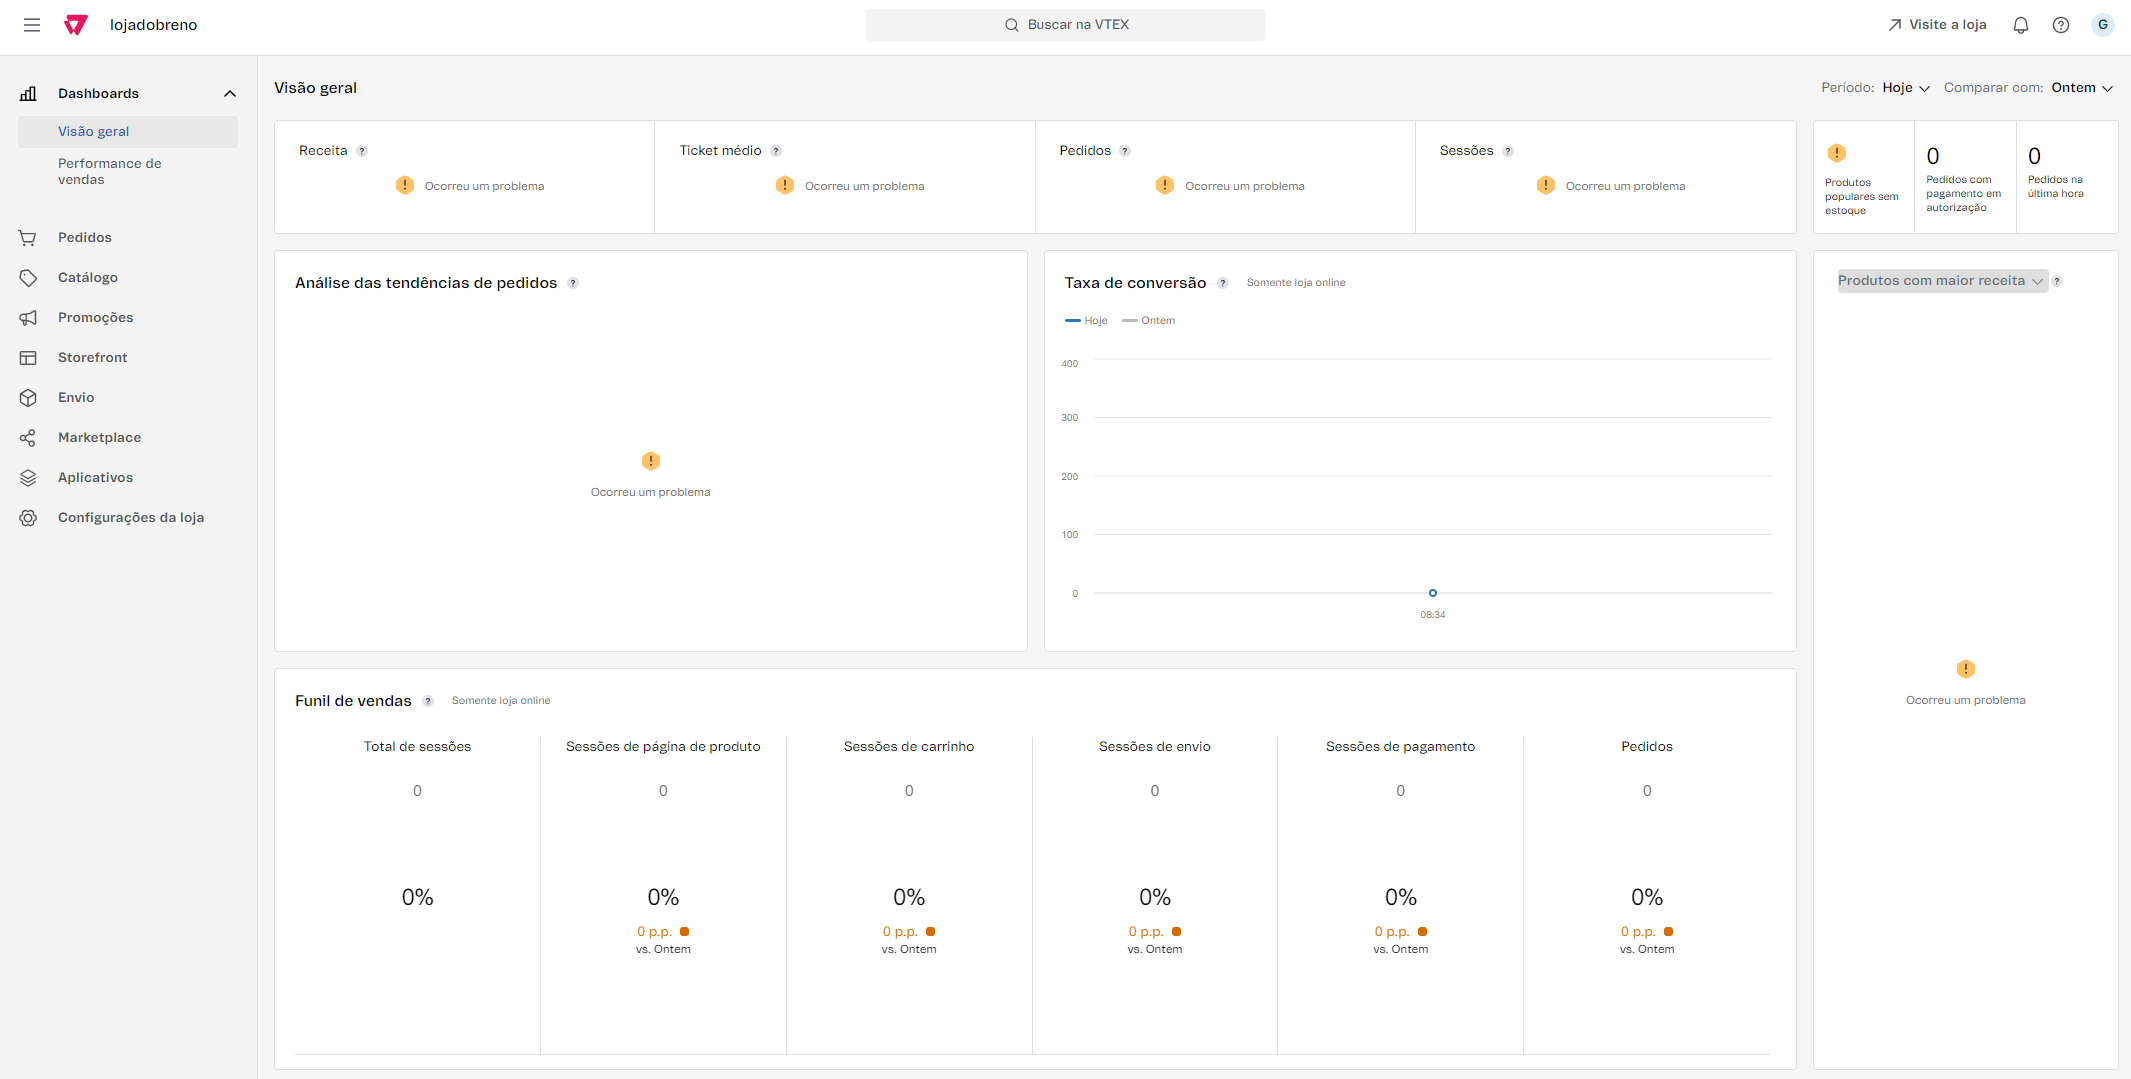 lojadobreno
Buscar na VTEX
Visite a loja
G
Dashboards
Visão geral
Performance de
vendas
Pedidos
Catálogo
Promoções
Storefront
Envio
Marketplace
Aplicativos
Configurações da loja
Visão geral
Período: Hoje
Comparar com: Ontem
Receita ?
! Ocorreu um problema
Ticket médio ?
! Ocorreu um problema
Pedidos ?
! Ocorreu um problema
Sessões ?
! Ocorreu um problema
!
Produtos
populares sem
estoque
0
Pedidos com
pagamento em
autorização
0
Pedidos na
última hora
Análise das tendências de pedidos ?
!
Ocorreu um problema
Taxa de conversão ? Somente loja online
Hoje Ontem
400
300
200
100
0
08:34
Produtos com maior receita ?
!
Ocorreu um problema
Funil de vendas ? Somente loja online
Total de sessões
0
0%
Sessões de página de produto
0
0%
0 p.p.
vs. Ontem
Sessões de carrinho
0
0%
0 p.p.
vs. Ontem
Sessões de envio
0
0%
0 p.p.
vs. Ontem
Sessões de pagamento
0
0%
0 p.p.
vs. Ontem
Pedidos
0
0%
0 p.p.
vs. Ontem